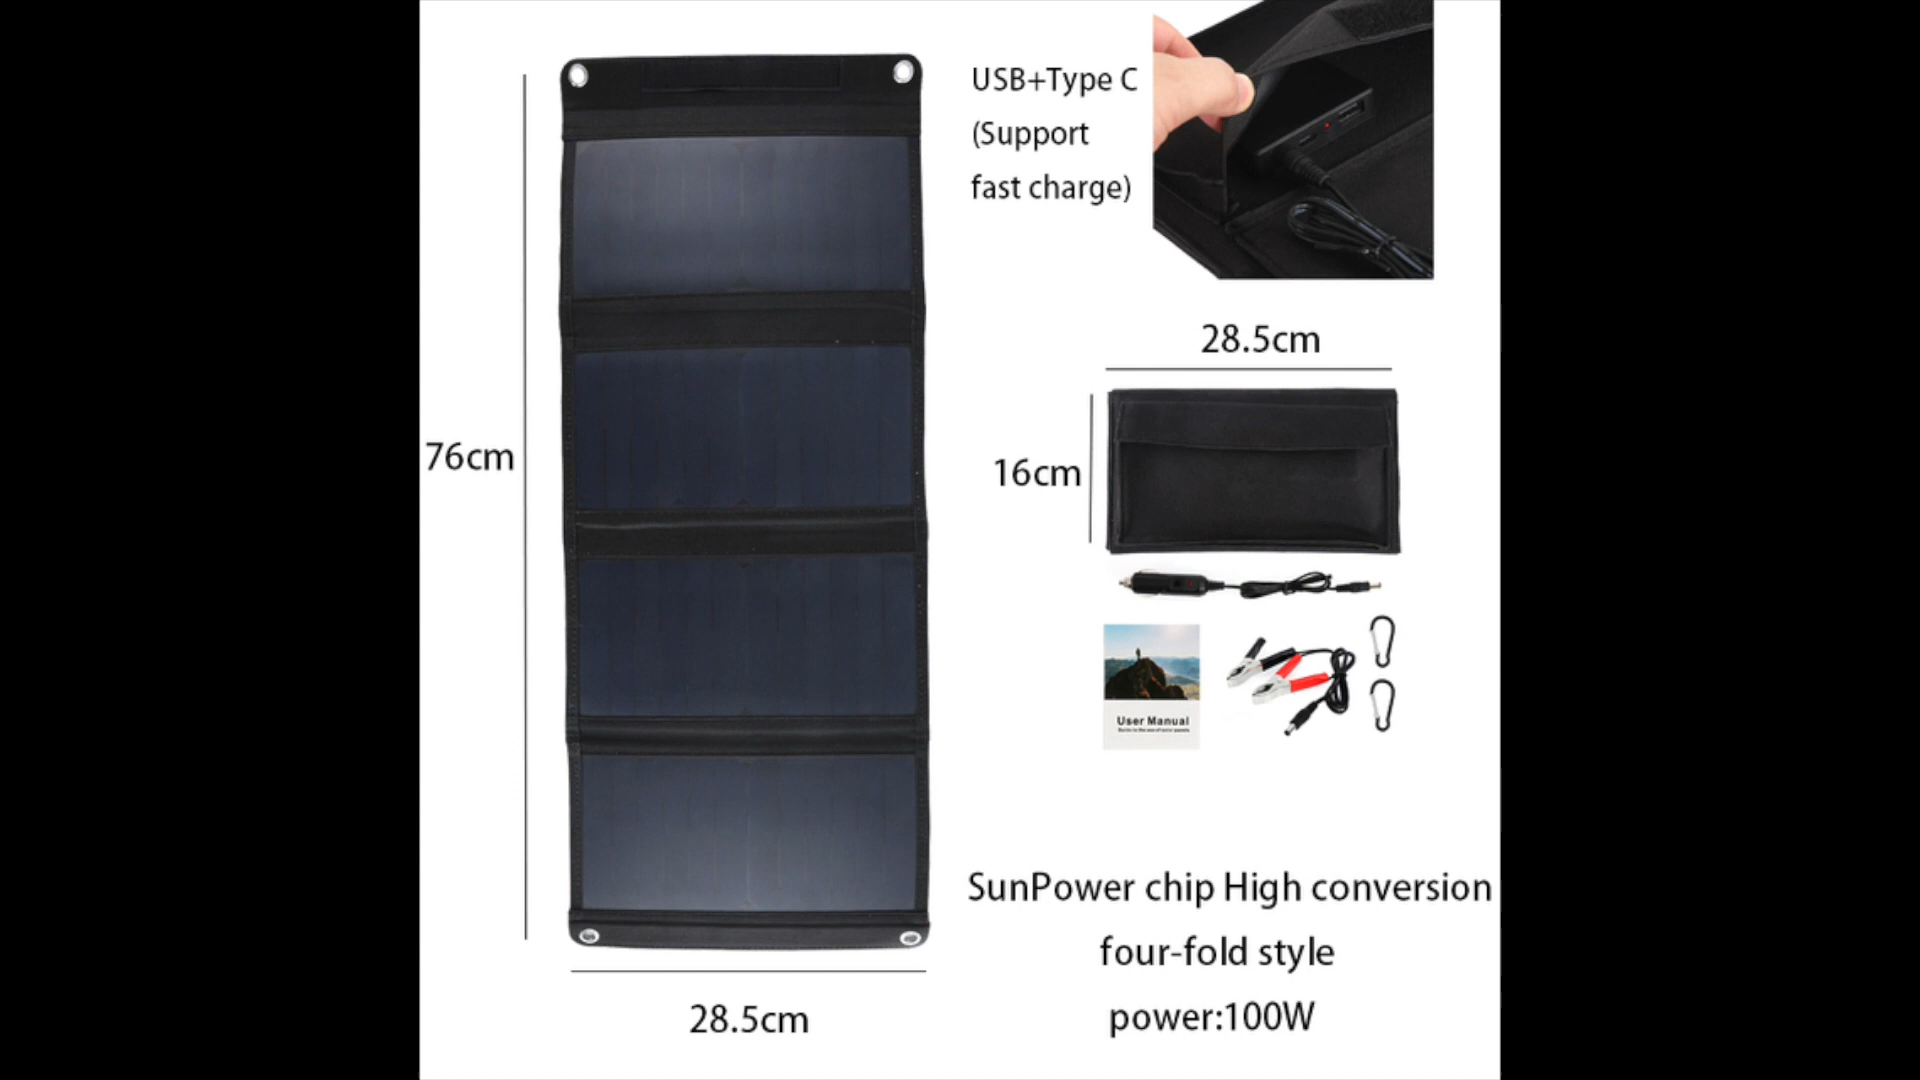 USB+Type C
(Support
fast charge)
28.5cm
76cm
16cm
User Manual
28.5cm
SunPower chip High conversion
four-fold style
power:100W